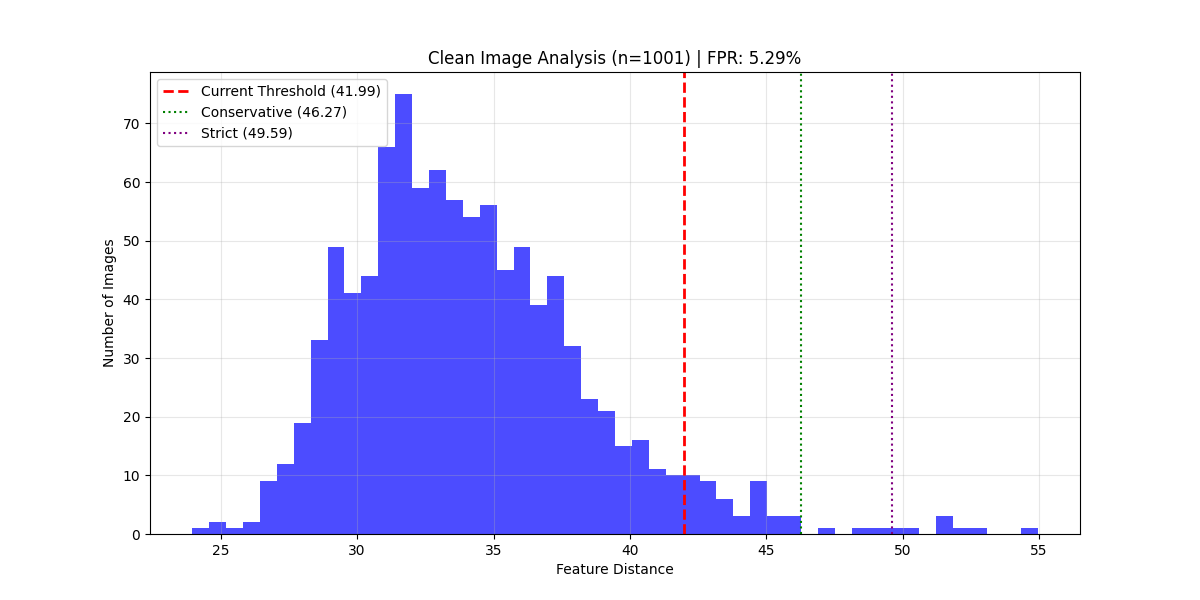 Clean Image Analysis (n=1001) | FPR: 5.29%
Current Threshold (41.99)
Conservative (46.27)
Strict (49.59)
Number of Images
70
60
50
40
30
20
10
0
25 30 35 40 45 50 55
Feature Distance